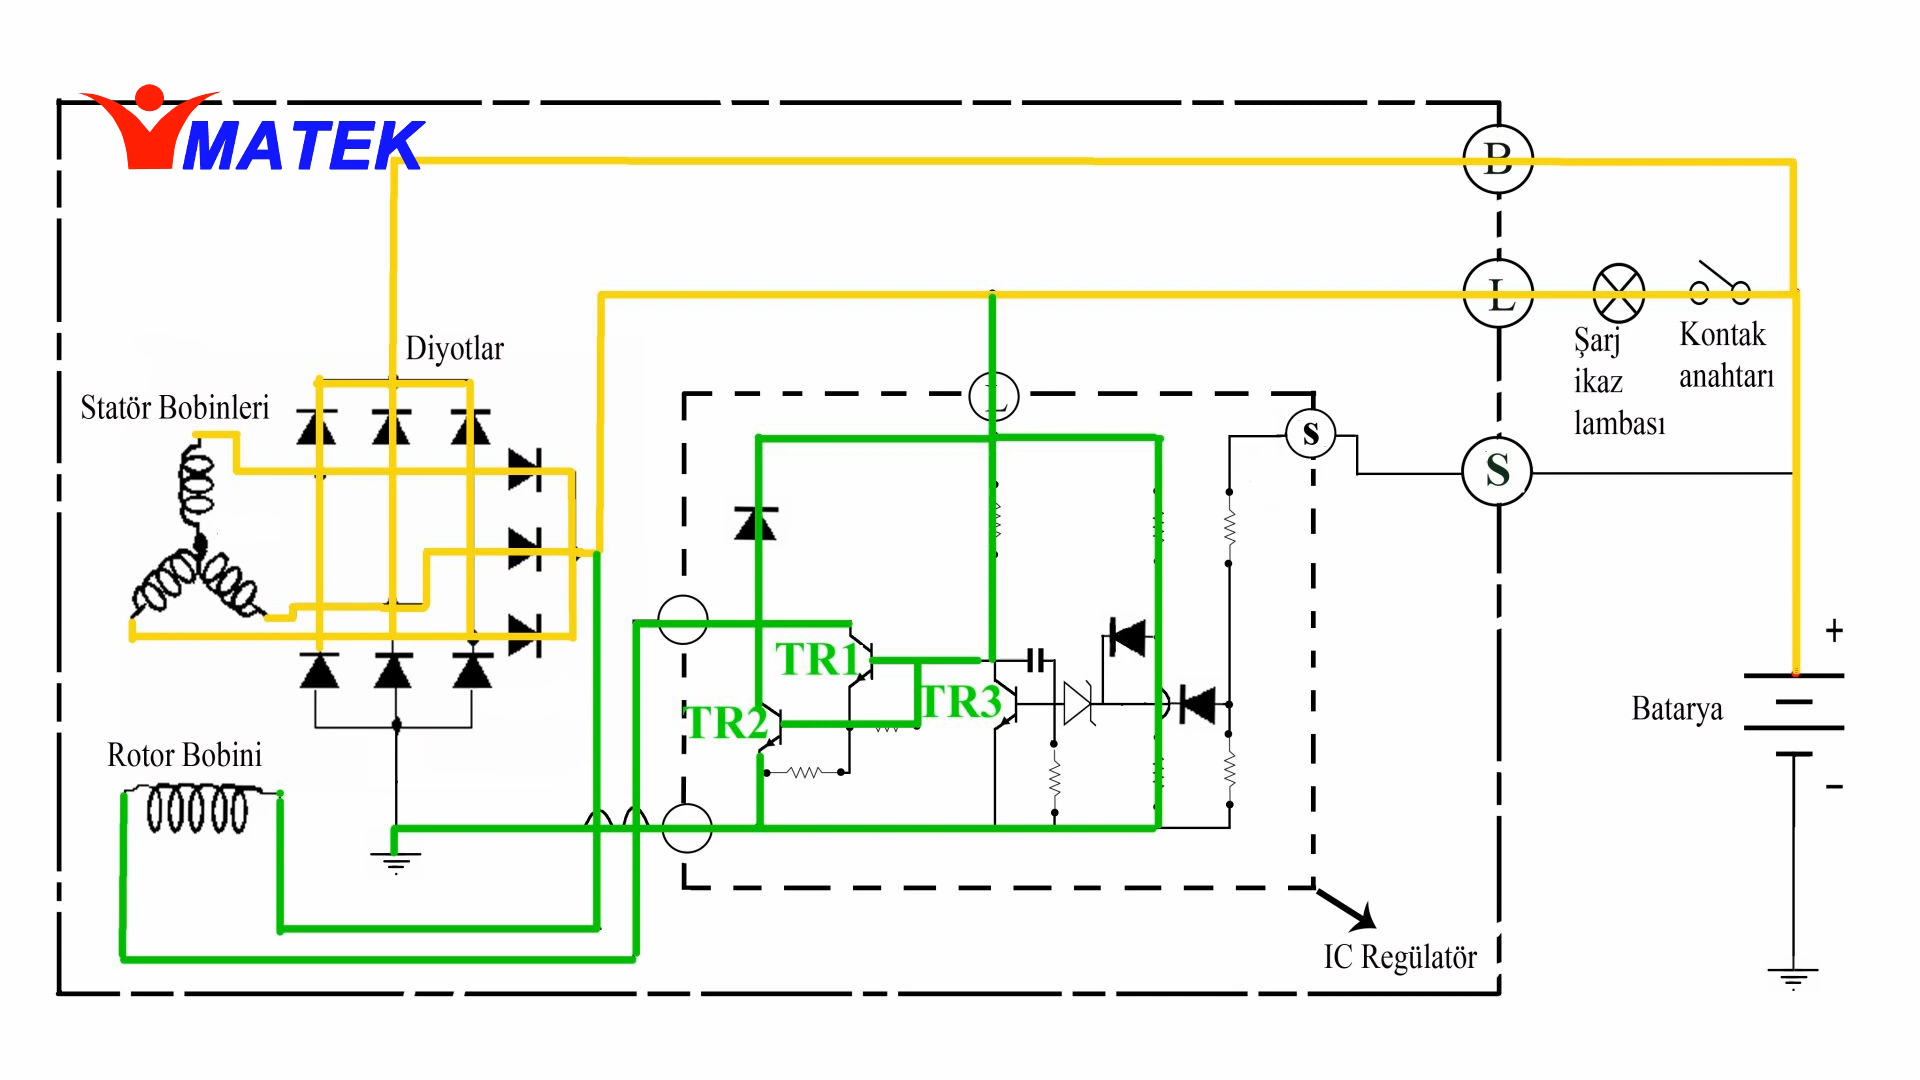 MATEK
B
L
Şarj
ikaz
lambası
Kontak
anahtarı
Diyotlar
Statör Bobinleri
L
s
S
TR1
TR2
TR3
+
Batarya
−
Rotor Bobini
IC Regülatör